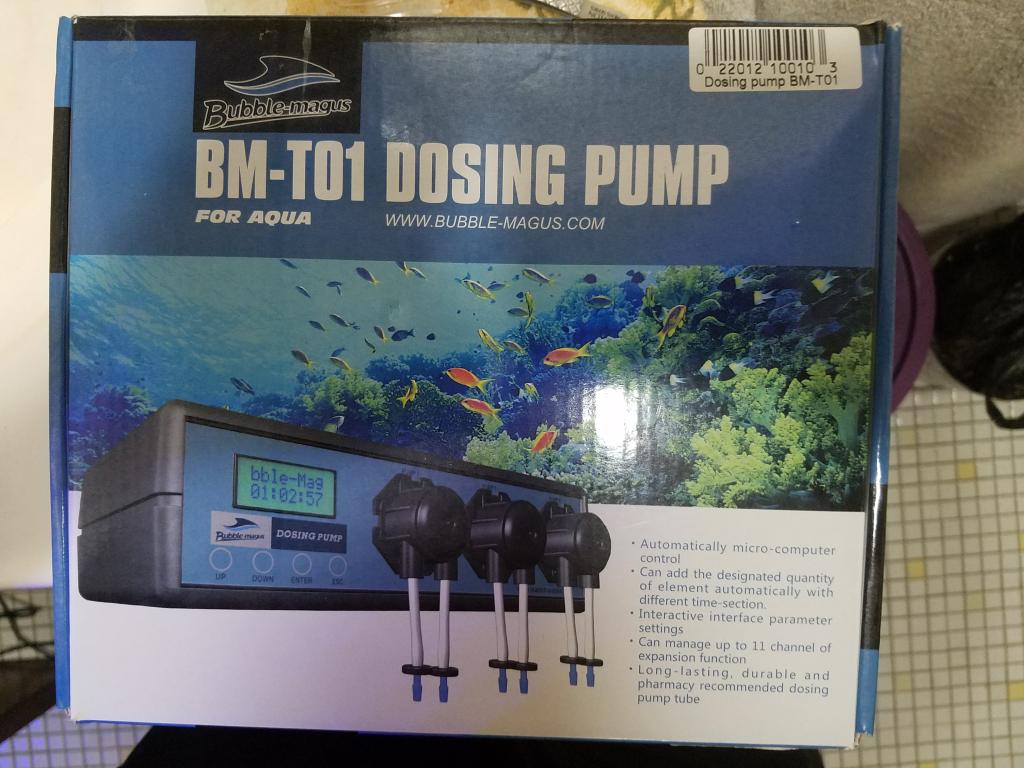 0 22012 10010 3
Dosing pump BM-T01
Bubble-magus
BM-T01 DOSING PUMP
FOR AQUA
WWW.BUBBLE-MAGUS.COM
bble-Mag
01:02:57
Bubble-magus
DOSING PUMP
UP
DOWN
ENTER
ESC
· Automatically micro-computer
control
· Can add the designated quantity
of element automatically with
different time-section.
· Interactive interface parameter
settings
· Can manage up to 11 channel of
expansion function
· Long-lasting, durable and
pharmacy recommended dosing
pump tube